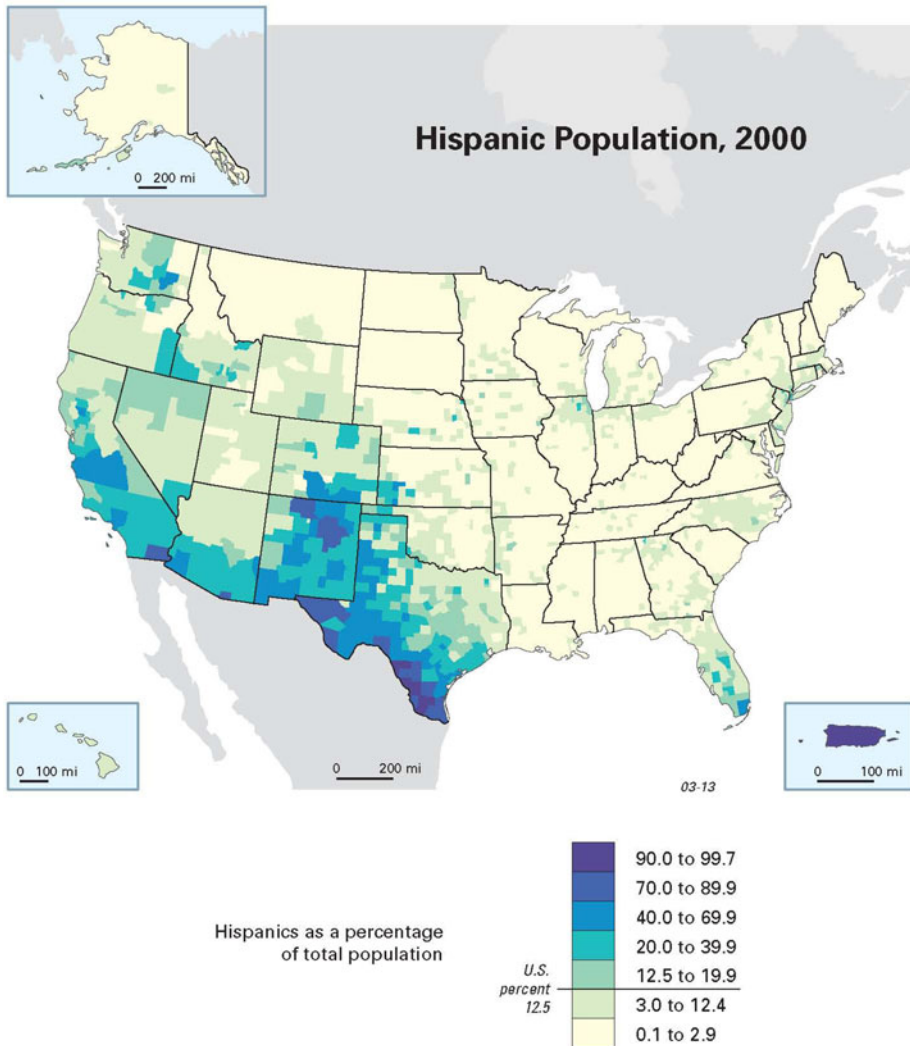 0 200 mi
Hispanic Population, 2000
0 100 mi
0 200 mi
03-13
0 100 mi
Hispanics as a percentage
of total population
U.S.
percent
12.5
90.0 to 99.7
70.0 to 89.9
40.0 to 69.9
20.0 to 39.9
12.5 to 19.9
3.0 to 12.4
0.1 to 2.9